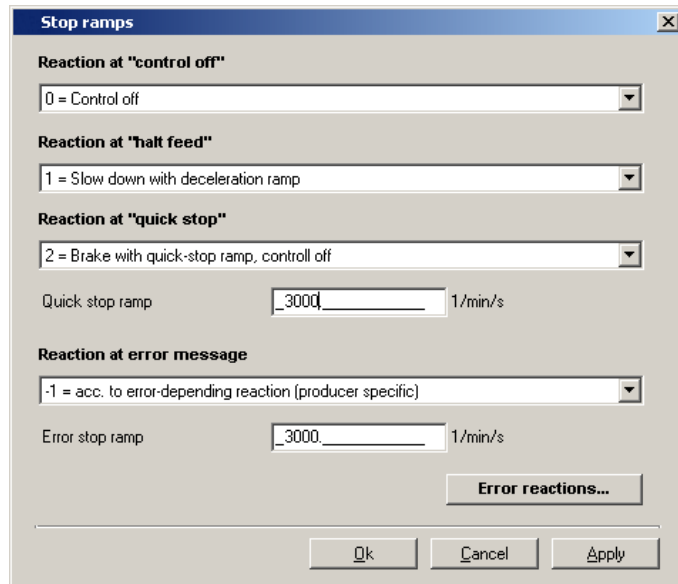 Stop ramps
Reaction at "control off"
0 = Control off
Reaction at "halt feed"
1 = Slow down with deceleration ramp
Reaction at "quick stop"
2 = Brake with quick-stop ramp, controll off
Quick stop ramp _3000.______________ 1/min/s
Reaction at error message
-1 = acc. to error-depending reaction (producer specific)
Error stop ramp _3000.______________ 1/min/s
Error reactions...
Ok Cancel Apply